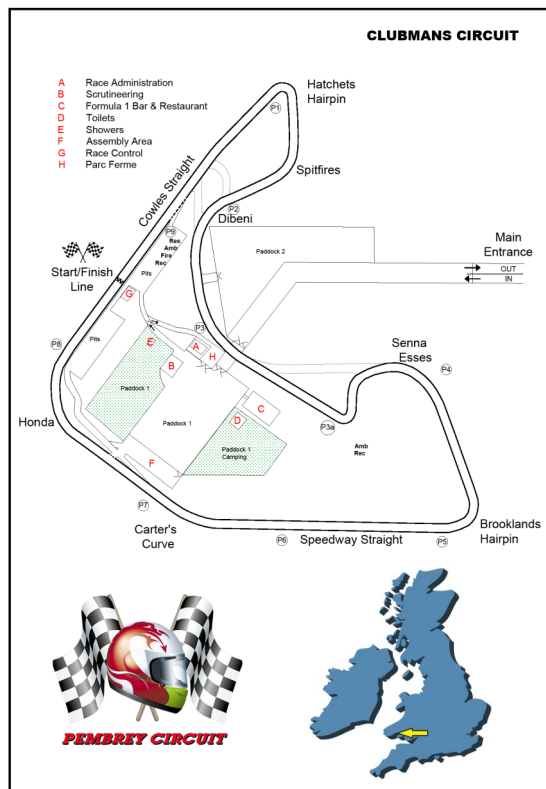 CLUBMANS CIRCUIT
A Race Administration
B Scrutineering
C Formula 1 Bar & Restaurant
D Toilets
E Showers
F Assembly Area
G Race Control
H Parc Ferme
Hatchets
Hairpin
P1
Spitfires
Cowles Straight
P2
Dibeni
P9
Res
Amb
Fire
Rec
Paddock 2
Main
Entrance
OUT
IN
Start/Finish
Line
Pits
G
P3
E
A
H
P8
Pits
B
Senna
Esses
P4
Paddock 1
Paddock 1
C
D
Honda
P3a
Amb
Rec
Paddock 1
Camping
F
P7
Carter's
Curve
P6
Speedway Straight
P5
Brooklands
Hairpin
PEMBREY CIRCUIT